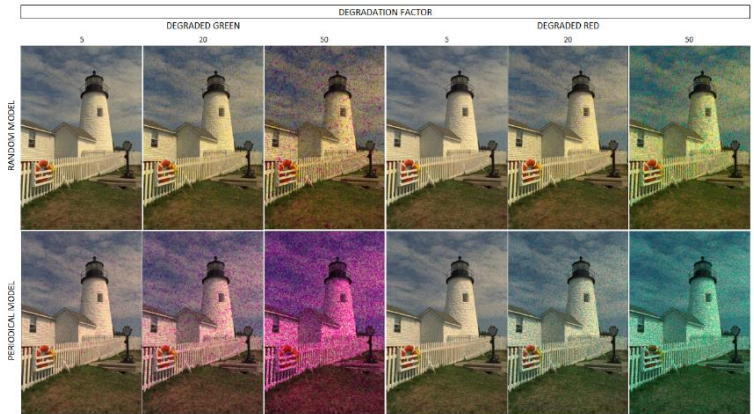 DEGRADATION FACTOR
DEGRADED GREEN DEGRADED RED
5 20 50 5 20 50
RANDOM MODEL
PERIODICAL MODEL